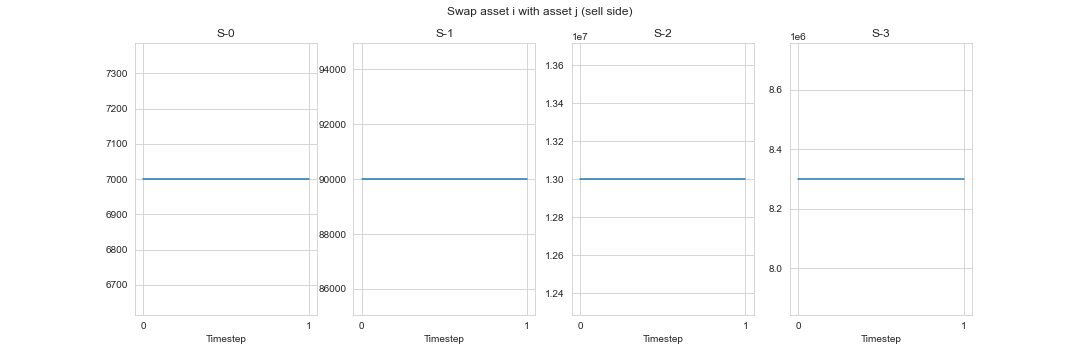 Swap asset i with asset j (sell side)
S-0
7300
7200
7100
7000
6900
6800
6700
0 1
Timestep
S-1
94000
92000
90000
88000
86000
0 1
Timestep
S-2
1e7
1.36
1.34
1.32
1.30
1.28
1.26
1.24
0 1
Timestep
S-3
1e6
8.6
8.4
8.2
8.0
0 1
Timestep